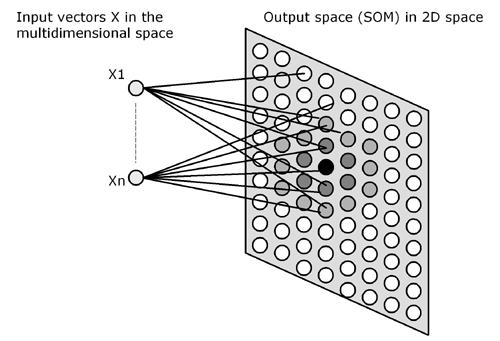 Input vectors X in the
multidimensional space
Output space (SOM) in 2D space
X1
Xn